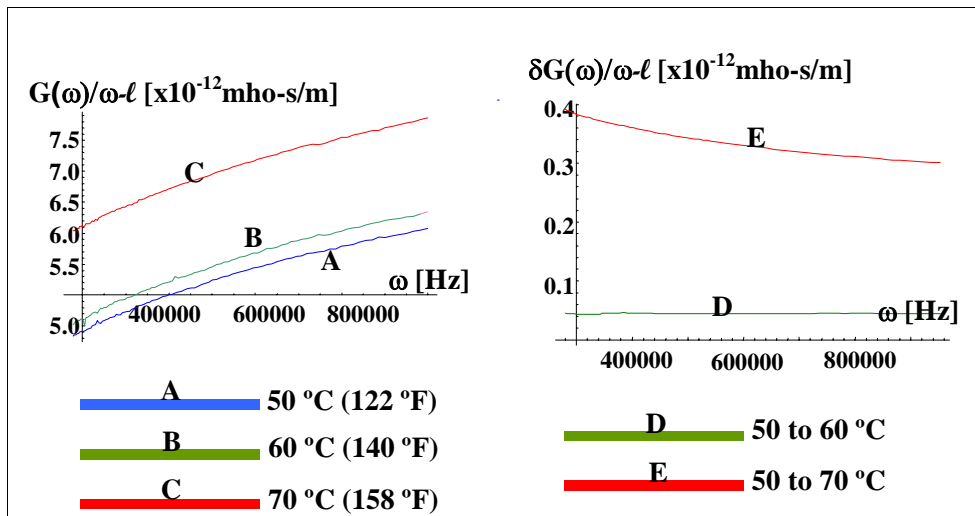 G(ω)/ω-ℓ [x10⁻¹²mho-s/m]
7.5
7.0
6.5
6.0
5.5
5.0
C
B
A
ω [Hz]
400000 600000 800000
A 50 ºC (122 ºF)
B 60 ºC (140 ºF)
C 70 ºC (158 ºF)
δG(ω)/ω-ℓ [x10⁻¹²mho-s/m]
0.4
0.3
0.2
0.1
E
D
ω [Hz]
400000 600000 800000
D 50 to 60 ºC
E 50 to 70 ºC